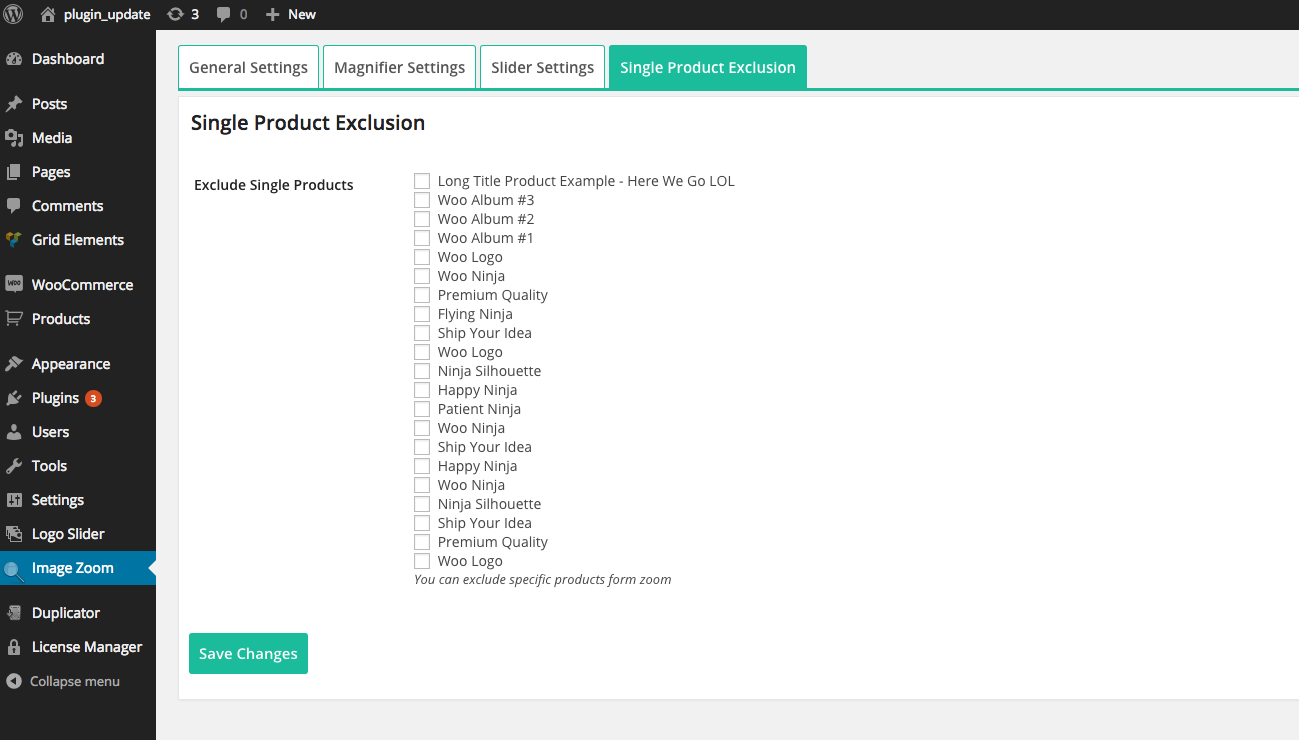 plugin_update 3 0 New
Dashboard
Posts
Media
Pages
Comments
Grid Elements
WooCommerce
Products
Appearance
Plugins 3
Users
Tools
Settings
Logo Slider
Image Zoom
Duplicator
License Manager
Collapse menu
General Settings
Magnifier Settings
Slider Settings
Single Product Exclusion
Single Product Exclusion
Exclude Single Products
Long Title Product Example - Here We Go LOL
Woo Album #3
Woo Album #2
Woo Album #1
Woo Logo
Woo Ninja
Premium Quality
Flying Ninja
Ship Your Idea
Woo Logo
Ninja Silhouette
Happy Ninja
Patient Ninja
Woo Ninja
Ship Your Idea
Happy Ninja
Woo Ninja
Ninja Silhouette
Ship Your Idea
Premium Quality
Woo Logo
You can exclude specific products form zoom
Save Changes